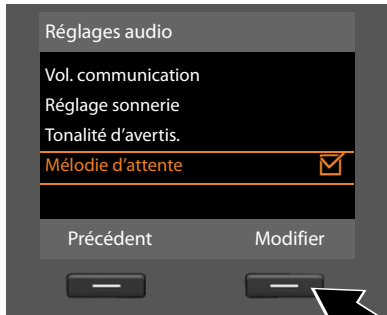 Réglages audio
Vol. communication
Réglage sonnerie
Tonalité d'avertis.
Mélodie d'attente
Précédent Modifier